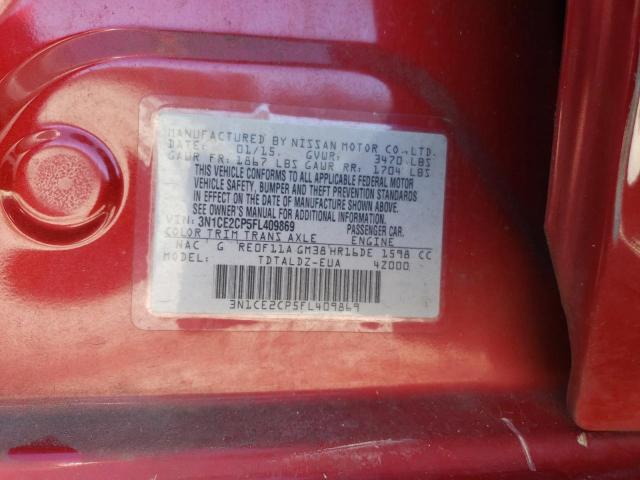 MANUFACTURED BY NISSAN MOTOR CO.,LTD.
DATE: 01/15. GVWR: 3470 LBS
GAWR FR: 1867 LBS GAWR RR: 1704 LBS
THIS VEHICLE CONFORMS TO ALL APPLICABLE FEDERAL MOTOR
VEHICLE SAFETY, BUMPER AND THEFT PREVENTION STANDARDS
IN EFFECT ON THE DATE OF MANUFACTURE SHOWN ABOVE.
SEE OWNER'S MANUAL FOR ADDITIONAL INFORMATION.
VIN: 3N1CE2CP5FL409869 PASSENGER CAR.
COLOR TRIM TRANS AXLE ENGINE
NAC G RE0F11A GM38 HR16DE 1598 CC
MODEL: TDTALDZ-EUA 4Z000
3N1CE2CP5FL409869